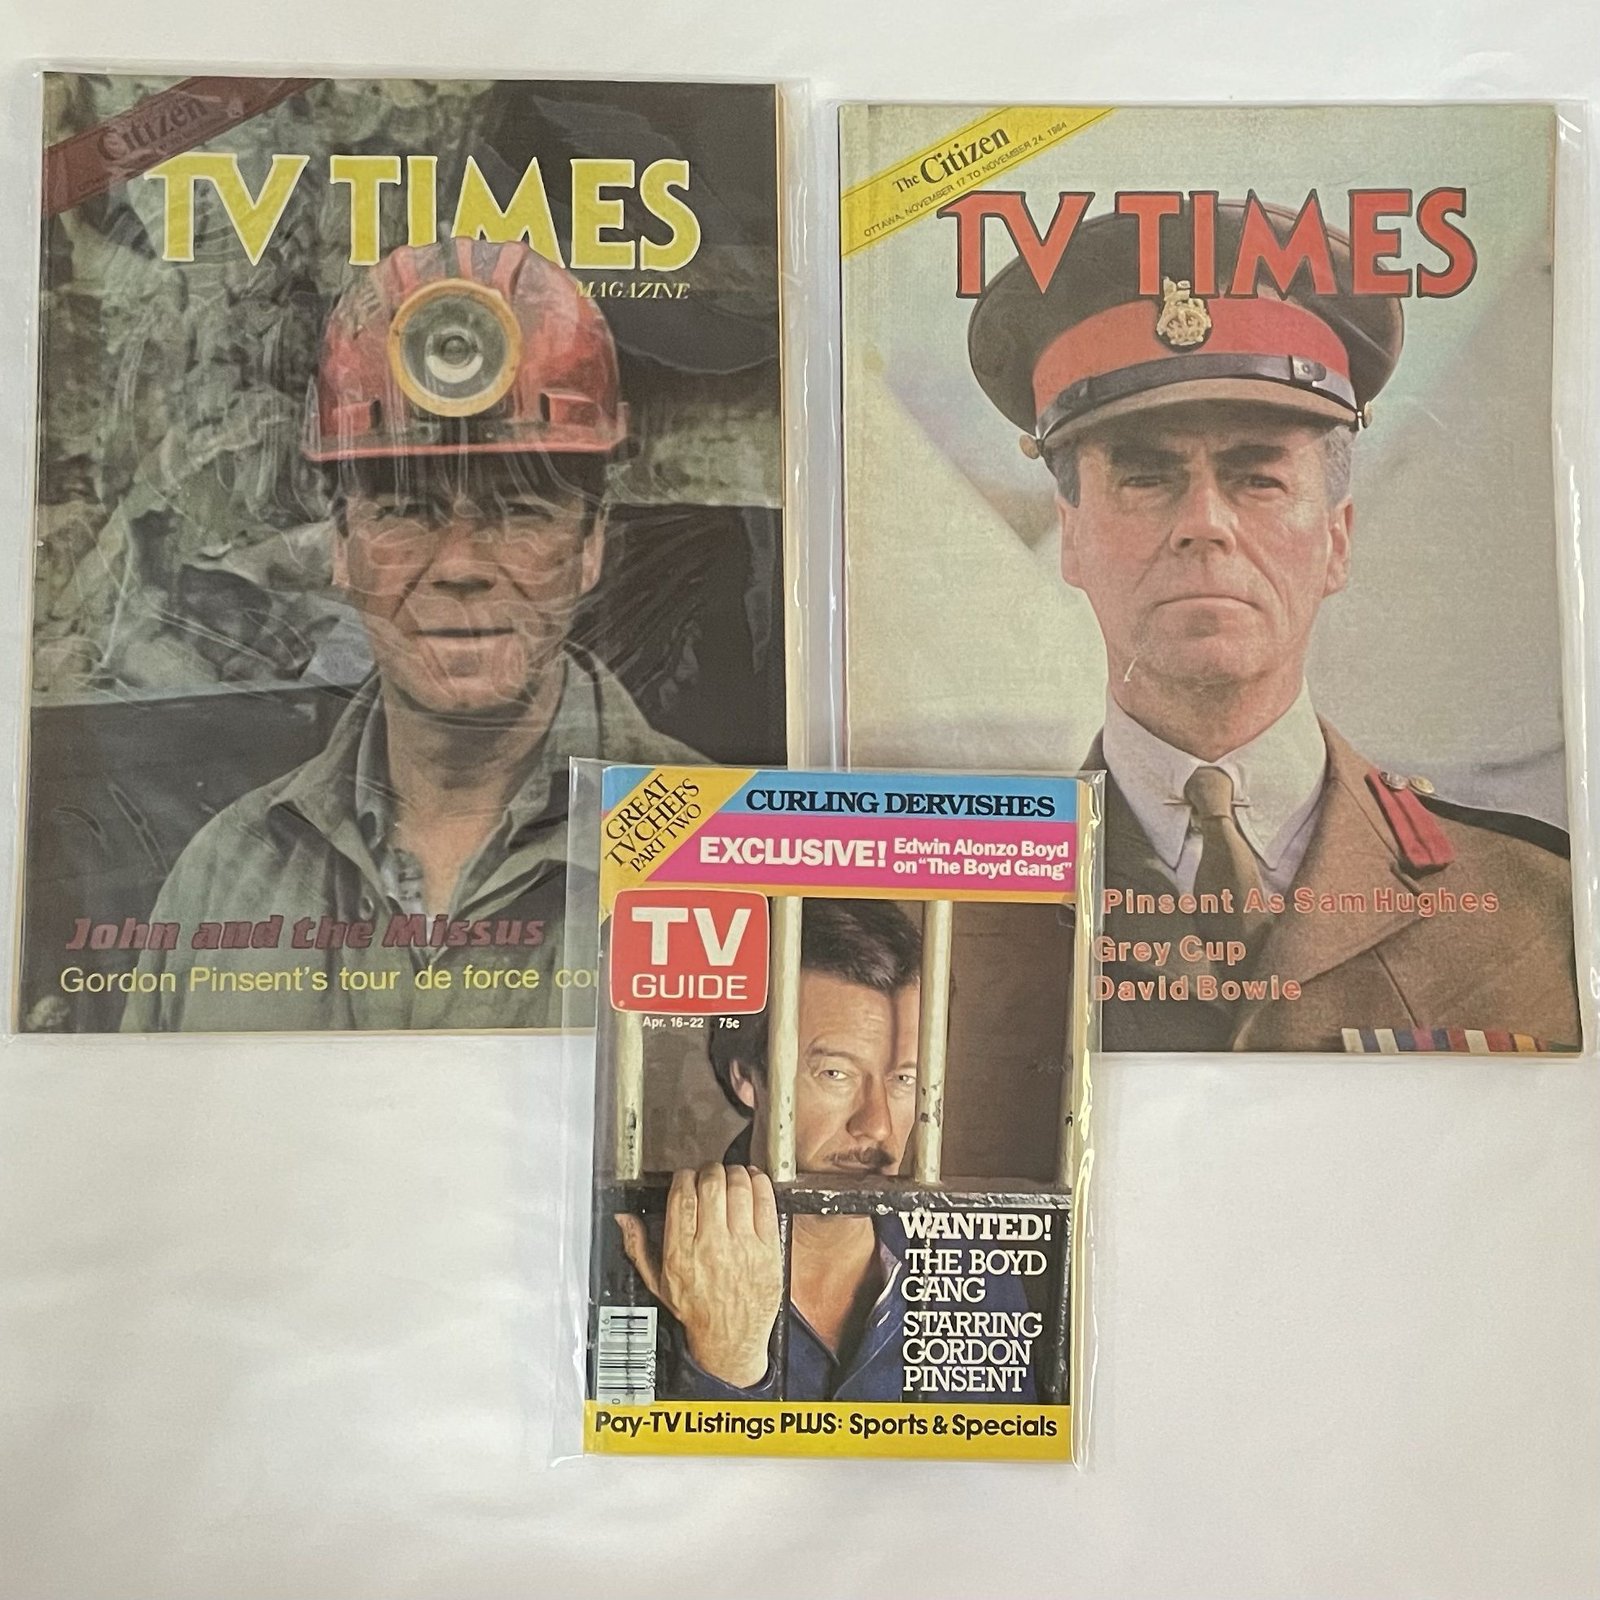 Citizen
TV TIMES
MAGAZINE
John and the Missus
Gordon Pinsent's tour de force
The Citizen
OTTAWA, NOVEMBER 17 TO NOVEMBER 24, 1984
TV TIMES
Pinsent As Sam Hughes
Grey Cup
David Bowie
GREAT
TV CHEFS
PART TWO
CURLING DERVISHES
EXCLUSIVE! Edwin Alonzo Boyd
on "The Boyd Gang"
TV
GUIDE
Apr. 16-22 75¢
WANTED!
THE BOYD
GANG
STARRING
GORDON
PINSENT
Pay-TV Listings PLUS: Sports & Specials